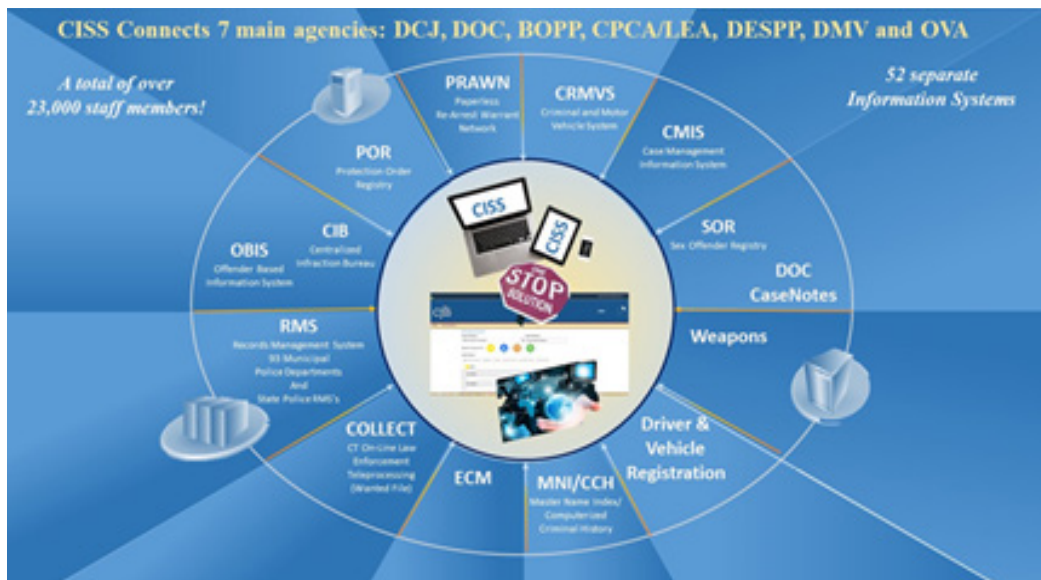 CISS Connects 7 main agencies: DCJ, DOC, BOPP, CPCA/LEA, DESPP, DMV and OVA
A total of over
23,000 staff members!
52 separate
Information Systems
PRAWN
Paperless
Re-Arrest Warrant
Network
CRMVS
Criminal and Motor
Vehicle System
CMIS
Case Management
Information System
POR
Protection Order
Registry
SOR
Sex Offender Registry
CIB
Centralized
Infraction Bureau
OBIS
Offender Based
Information System
DOC
CaseNotes
RMS
Records Management System
93 Municipal
Police Departments
And
State Police RMS's
Weapons
COLLECT
CT On-Line Law
Enforcement
Teleprocessing
(Wanted File)
ECM
MNI/CCH
Master Name Index/
Computerized
Criminal History
Driver &
Vehicle
Registration
CISS
CISS
ONE
STOP
SOLUTION
cjib